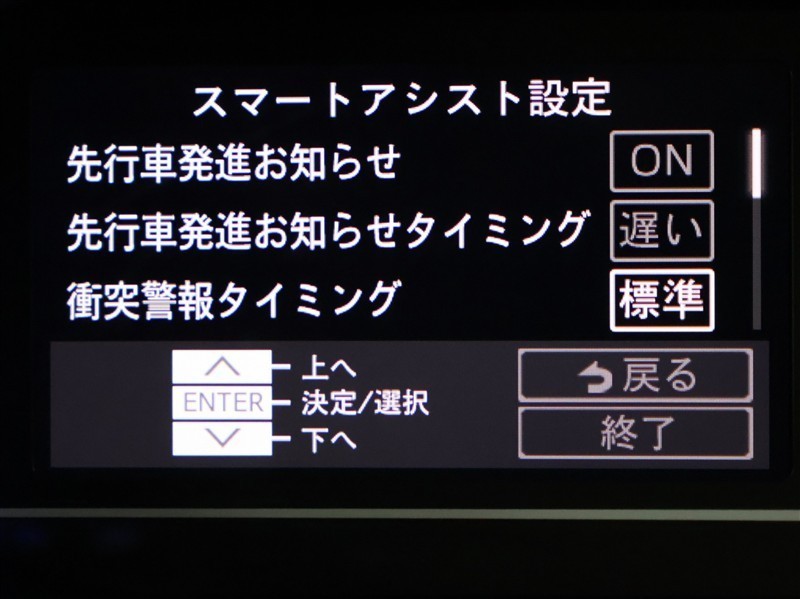 スマートアシスト設定
先行車発進お知らせ ON
先行車発進お知らせタイミング 遅い
衝突警報タイミング 標準
上へ
ENTER 決定/選択
下へ
戻る
終了